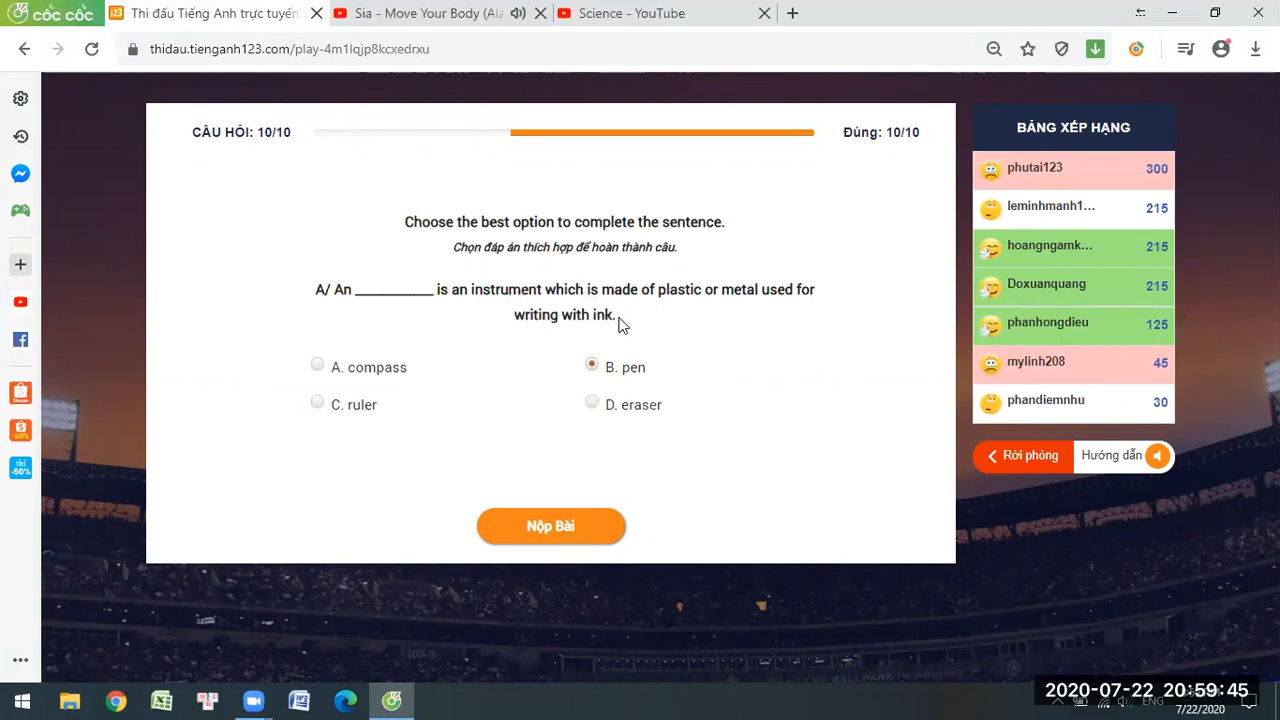 cốc cốc
Thi đấu Tiếng Anh trực tuyến
Sia - Move Your Body (Ala
Science - YouTube
thidau.tienganh123.com/play-4m1lqjp8kcxedrxu
CÂU HỎI: 10/10
Đúng: 10/10
Choose the best option to complete the sentence.
Chọn đáp án thích hợp để hoàn thành câu.
A/ An __________ is an instrument which is made of plastic or metal used for
writing with ink.
A. compass
B. pen
C. ruler
D. eraser
Nộp Bài
BẢNG XẾP HẠNG
phutai123 300
leminhmanh1... 215
hoangngamk... 215
Doxuanquang 215
phanhongdieu 125
mylinh208 45
phandiemnhu 30
Rời phòng
Hướng dẫn
-50%
TIKI
-50%
2020-07-22 20:59:45
ENG
7/22/2020